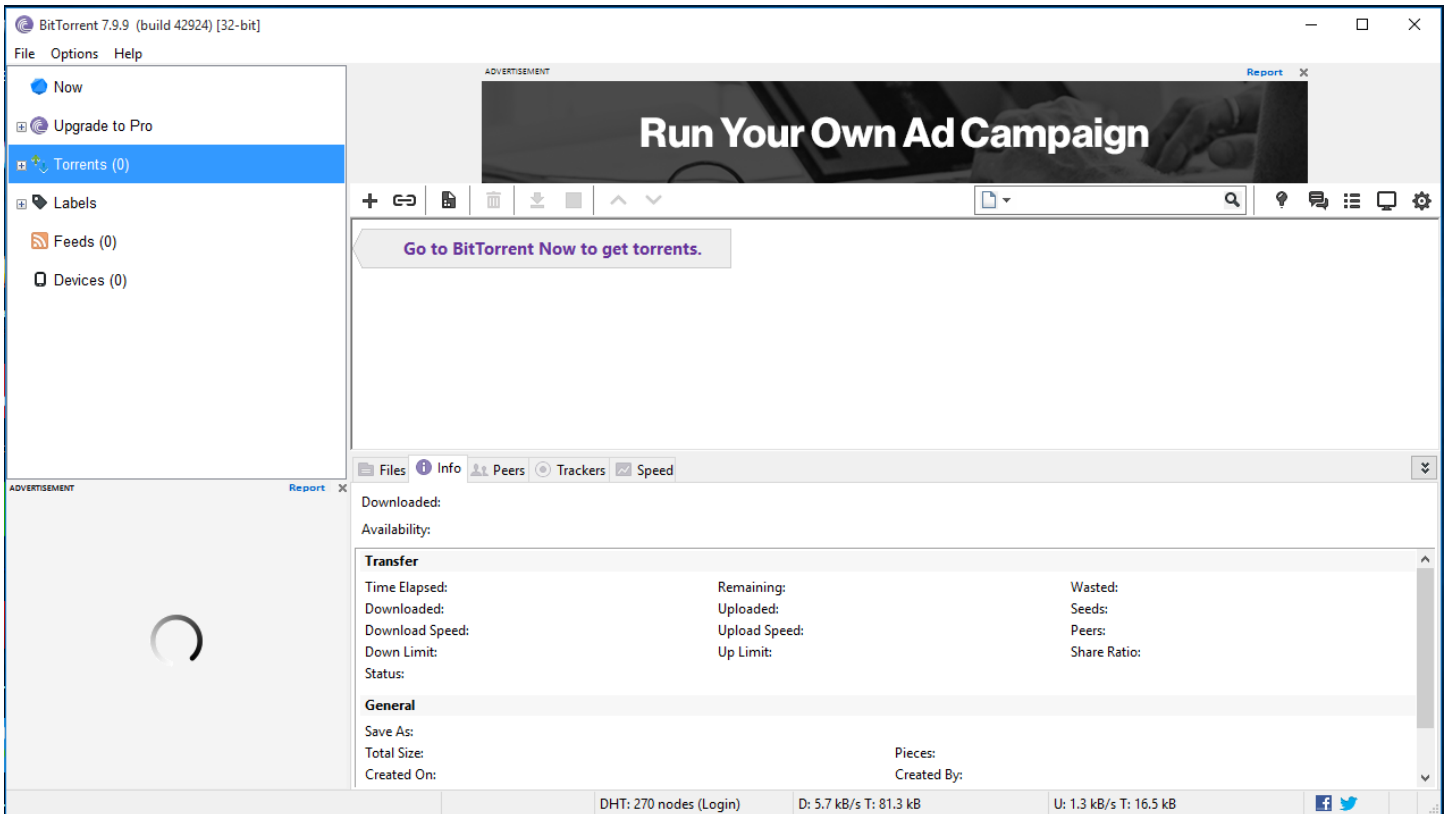 BitTorrent 7.9.9 (build 42924) [32-bit]
File Options Help
Now
Upgrade to Pro
Torrents (0)
Labels
Feeds (0)
Devices (0)
ADVERTISEMENT Report
Run Your Own Ad Campaign
Go to BitTorrent Now to get torrents.
ADVERTISEMENT Report
Files Info Peers Trackers Speed
Downloaded:
Availability:
Transfer
Time Elapsed: Remaining: Wasted:
Downloaded: Uploaded: Seeds:
Download Speed: Upload Speed: Peers:
Down Limit: Up Limit: Share Ratio:
Status:
General
Save As:
Total Size: Pieces:
Created On: Created By:
DHT: 270 nodes (Login) D: 5.7 kB/s T: 81.3 kB U: 1.3 kB/s T: 16.5 kB